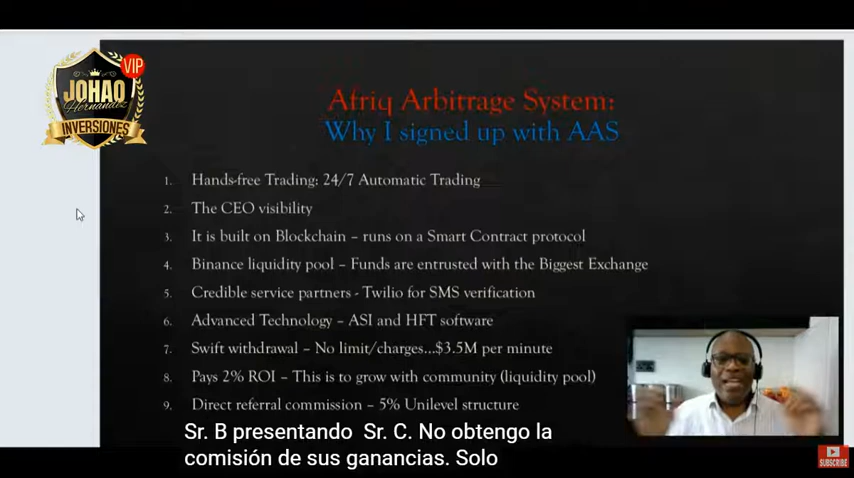 VIP
JOHAO
Hernandez
INVERSIONES
Afriq Arbitrage System:
Why I signed up with AAS
1. Hands-free Trading: 24/7 Automatic Trading
2. The CEO visibility
3. It is built on Blockchain – runs on a Smart Contract protocol
4. Binance liquidity pool – Funds are entrusted with the Biggest Exchange
5. Credible service partners - Twilio for SMS verification
6. Advanced Technology – ASI and HFT software
7. Swift withdrawal – No limit/charges...$3.5M per minute
8. Pays 2% ROI – This is to grow with community (liquidity pool)
9. Direct referral commission – 5% Unilevel structure
Sr. B presentando Sr. C. No obtengo la
comisión de sus ganancias. Solo
SUBSCRIBE